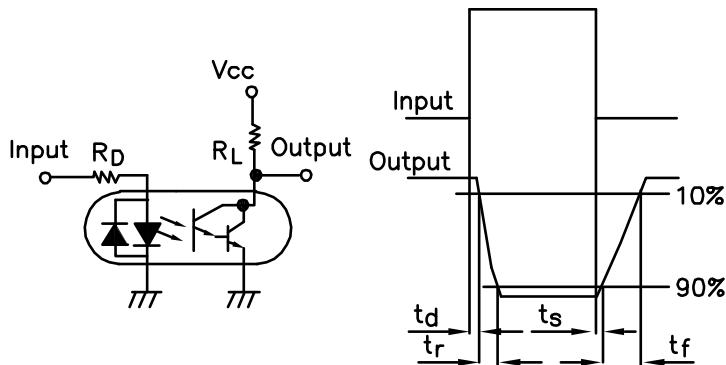 Vcc
Input
RD
RL
Output
Input
Output
10%
90%
td
ts
tr
tf